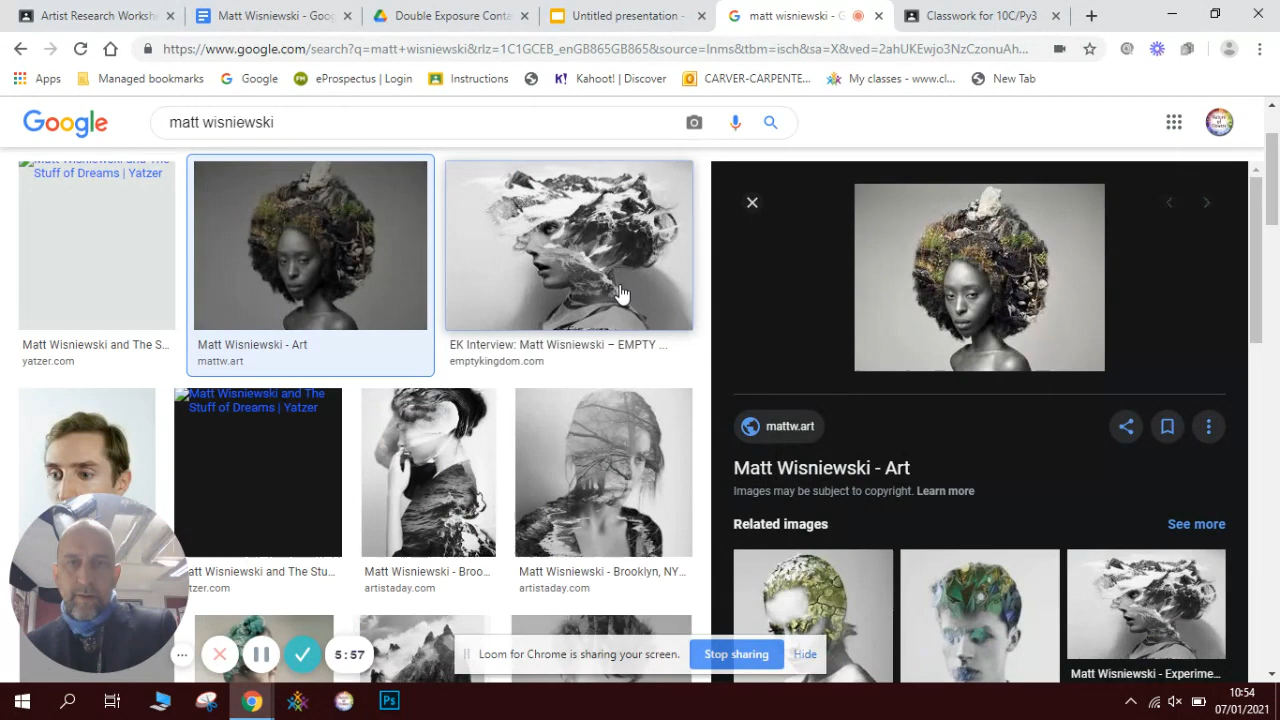 Artist Research Workshe
Matt Wisniewski - Goog
Double Exposure Conta
Untitled presentation -
matt wisniewski - G
Classwork for 10C/Py3
https://www.google.com/search?q=matt+wisniewski&rlz=1C1GCEB_enGB865GB865&source=lnms&tbm=isch&sa=X&ved=2ahUKEwjo3NzCzonuAh...
Apps
Managed bookmarks
Google
eProspectus | Login
Instructions
Kahoot! | Discover
CARVER-CARPENTE...
My classes - www.cl...
New Tab
Google
matt wisniewski
Matt Wisniewski and The
Stuff of Dreams | Yatzer
Matt Wisniewski and The S...
yatzer.com
Matt Wisniewski - Art
mattw.art
EK Interview: Matt Wisniewski – EMPTY ...
emptykingdom.com
Matt Wisniewski and The
Stuff of Dreams | Yatzer
att Wisniewski and The Stu...
tzer.com
Matt Wisniewski - Broo...
artistaday.com
Matt Wisniewski - Brooklyn, NY...
artistaday.com
mattw.art
Matt Wisniewski - Art
Images may be subject to copyright. Learn more
Related images
See more
Matt Wisniewski - Experime...
5:57
Loom for Chrome is sharing your screen.
Stop sharing
Hide
Ps
10:54
07/01/2021